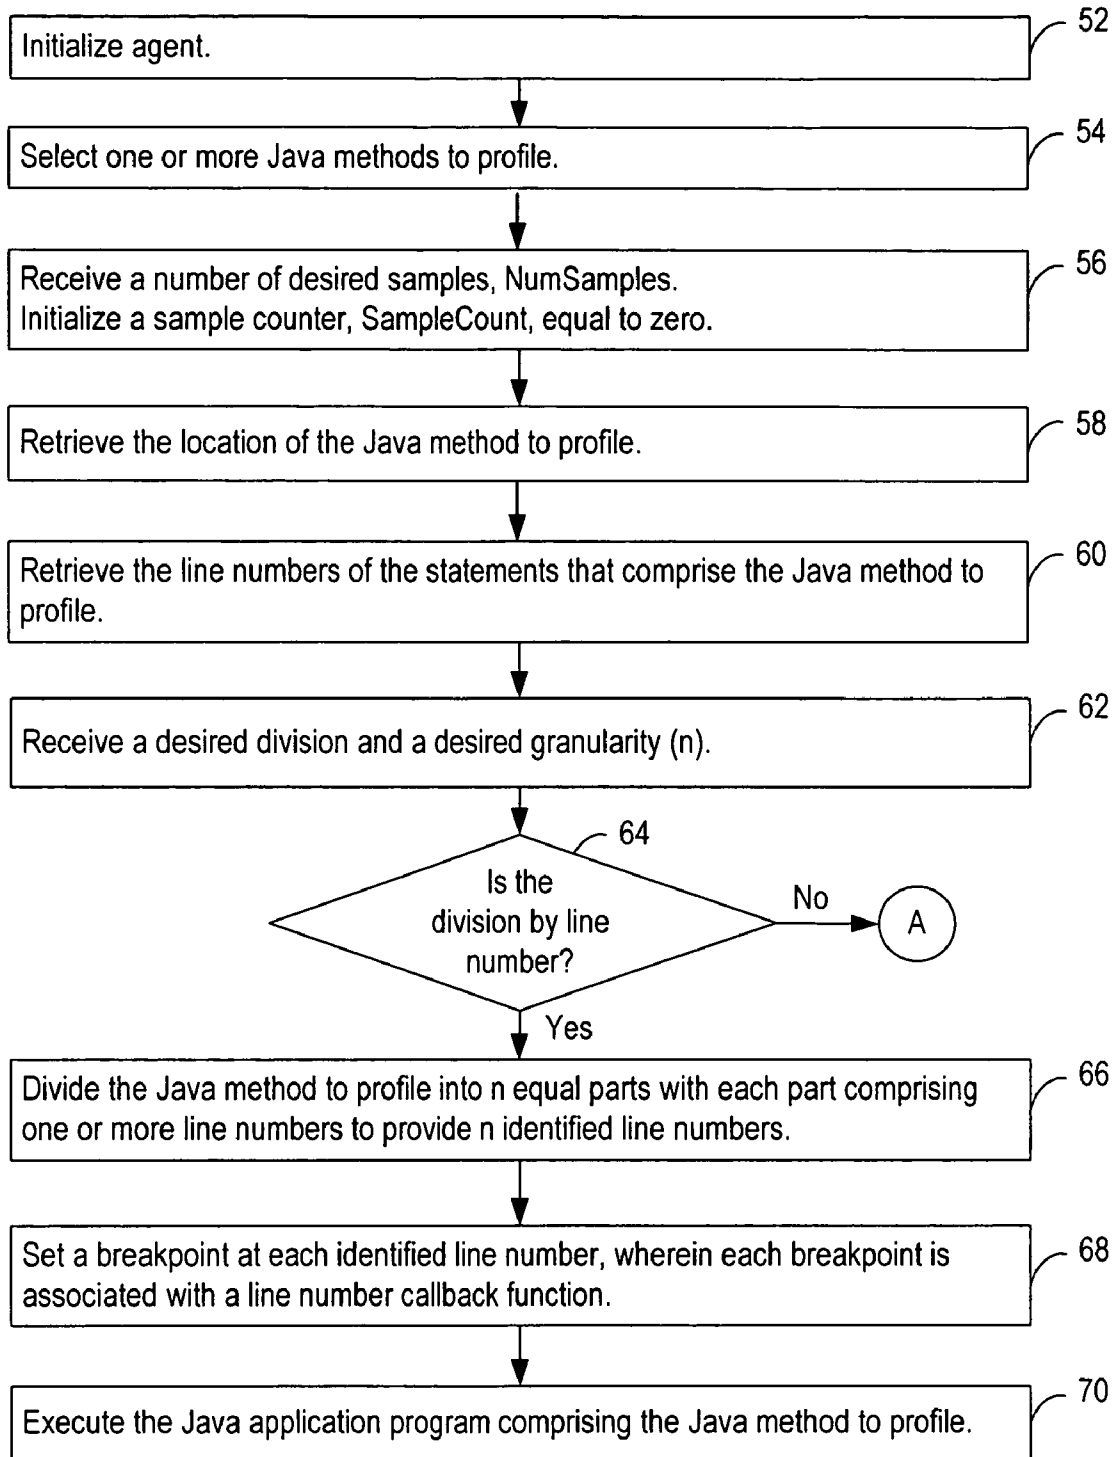 52
Initialize agent.
54
Select one or more Java methods to profile.
56
Receive a number of desired samples, NumSamples.
Initialize a sample counter, SampleCount, equal to zero.
58
Retrieve the location of the Java method to profile.
60
Retrieve the line numbers of the statements that comprise the Java method to
profile.
62
Receive a desired division and a desired granularity (n).
64
Is the
division by line
number?
No
A
Yes
66
Divide the Java method to profile into n equal parts with each part comprising
one or more line numbers to provide n identified line numbers.
68
Set a breakpoint at each identified line number, wherein each breakpoint is
associated with a line number callback function.
70
Execute the Java application program comprising the Java method to profile.